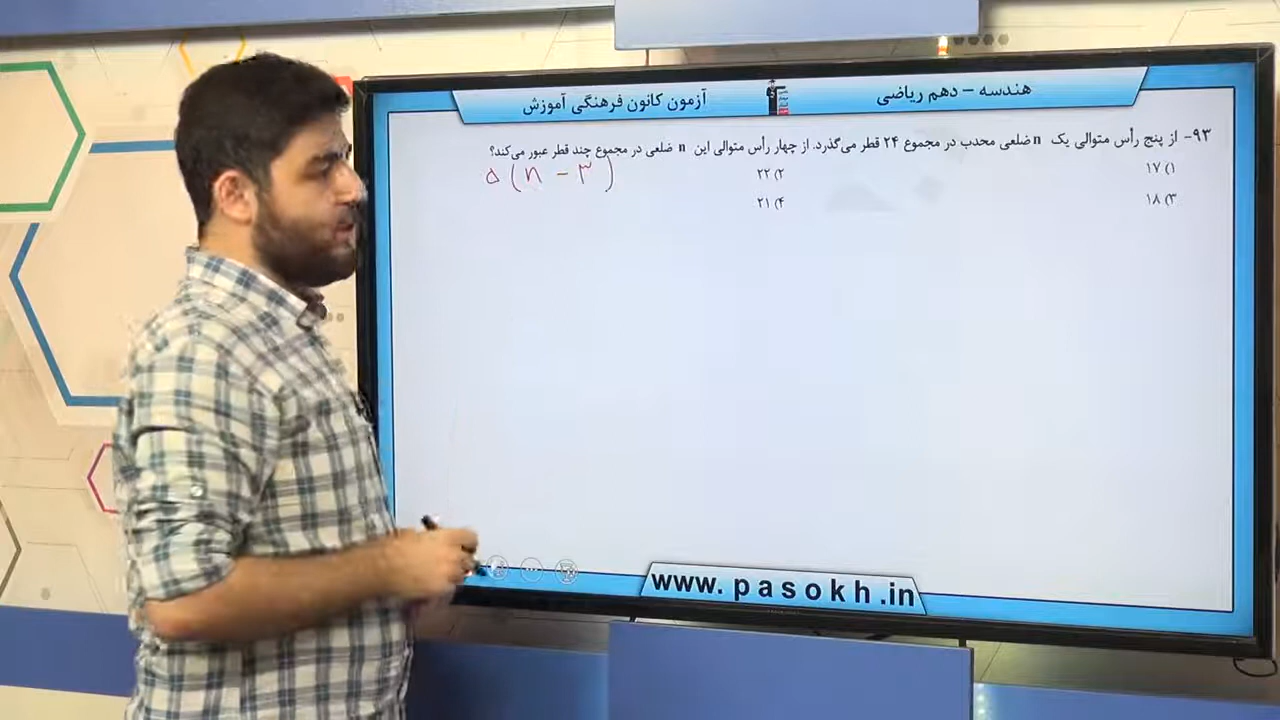 هندسه – دهم ریاضی
آزمون کانون فرهنگی آموزش
۹۳- از پنج رأس متوالی یک n ضلعی محدب در مجموع ۲۴ قطر می‌گذرد. از چهار رأس متوالی این n ضلعی در مجموع چند قطر عبور می‌کند؟
۱) ۱۷
۲) ۲۲
۳) ۱۸
۴) ۲۱
۵(n - ۳)
www.pasokh.in